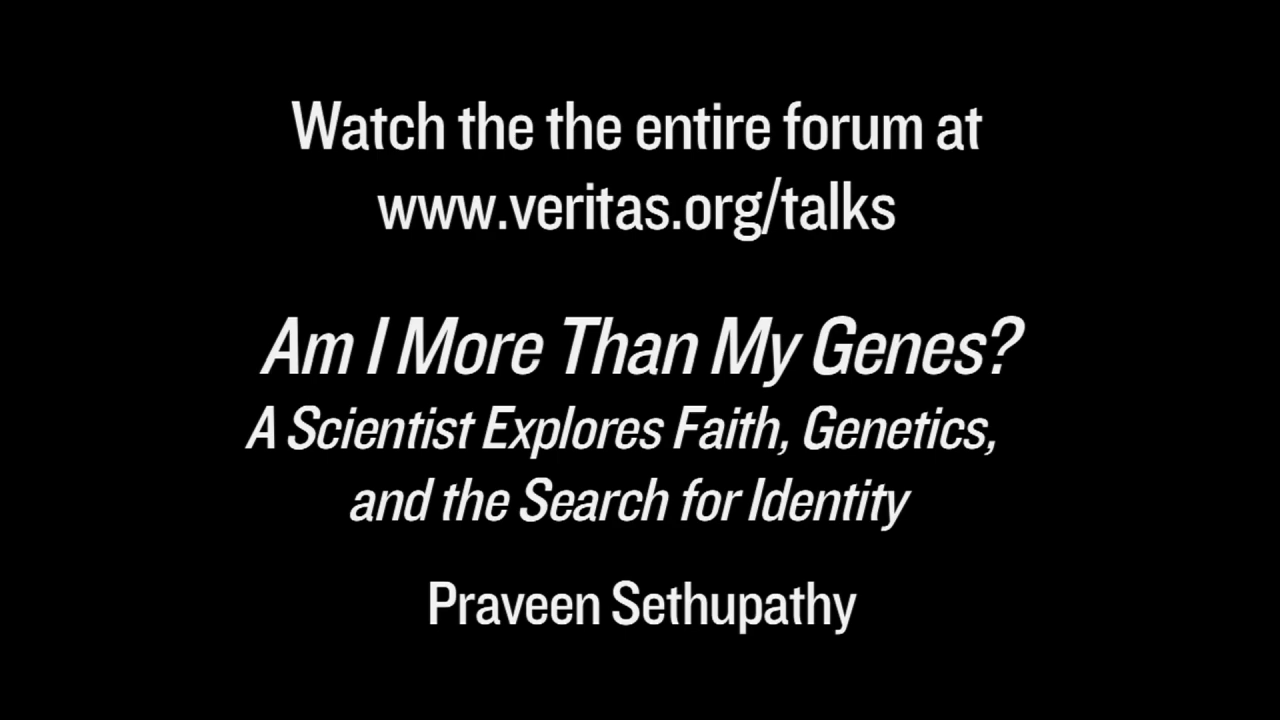 Watch the the entire forum at
www.veritas.org/talks
Am I More Than My Genes?
A Scientist Explores Faith, Genetics,
and the Search for Identity
Praveen Sethupathy